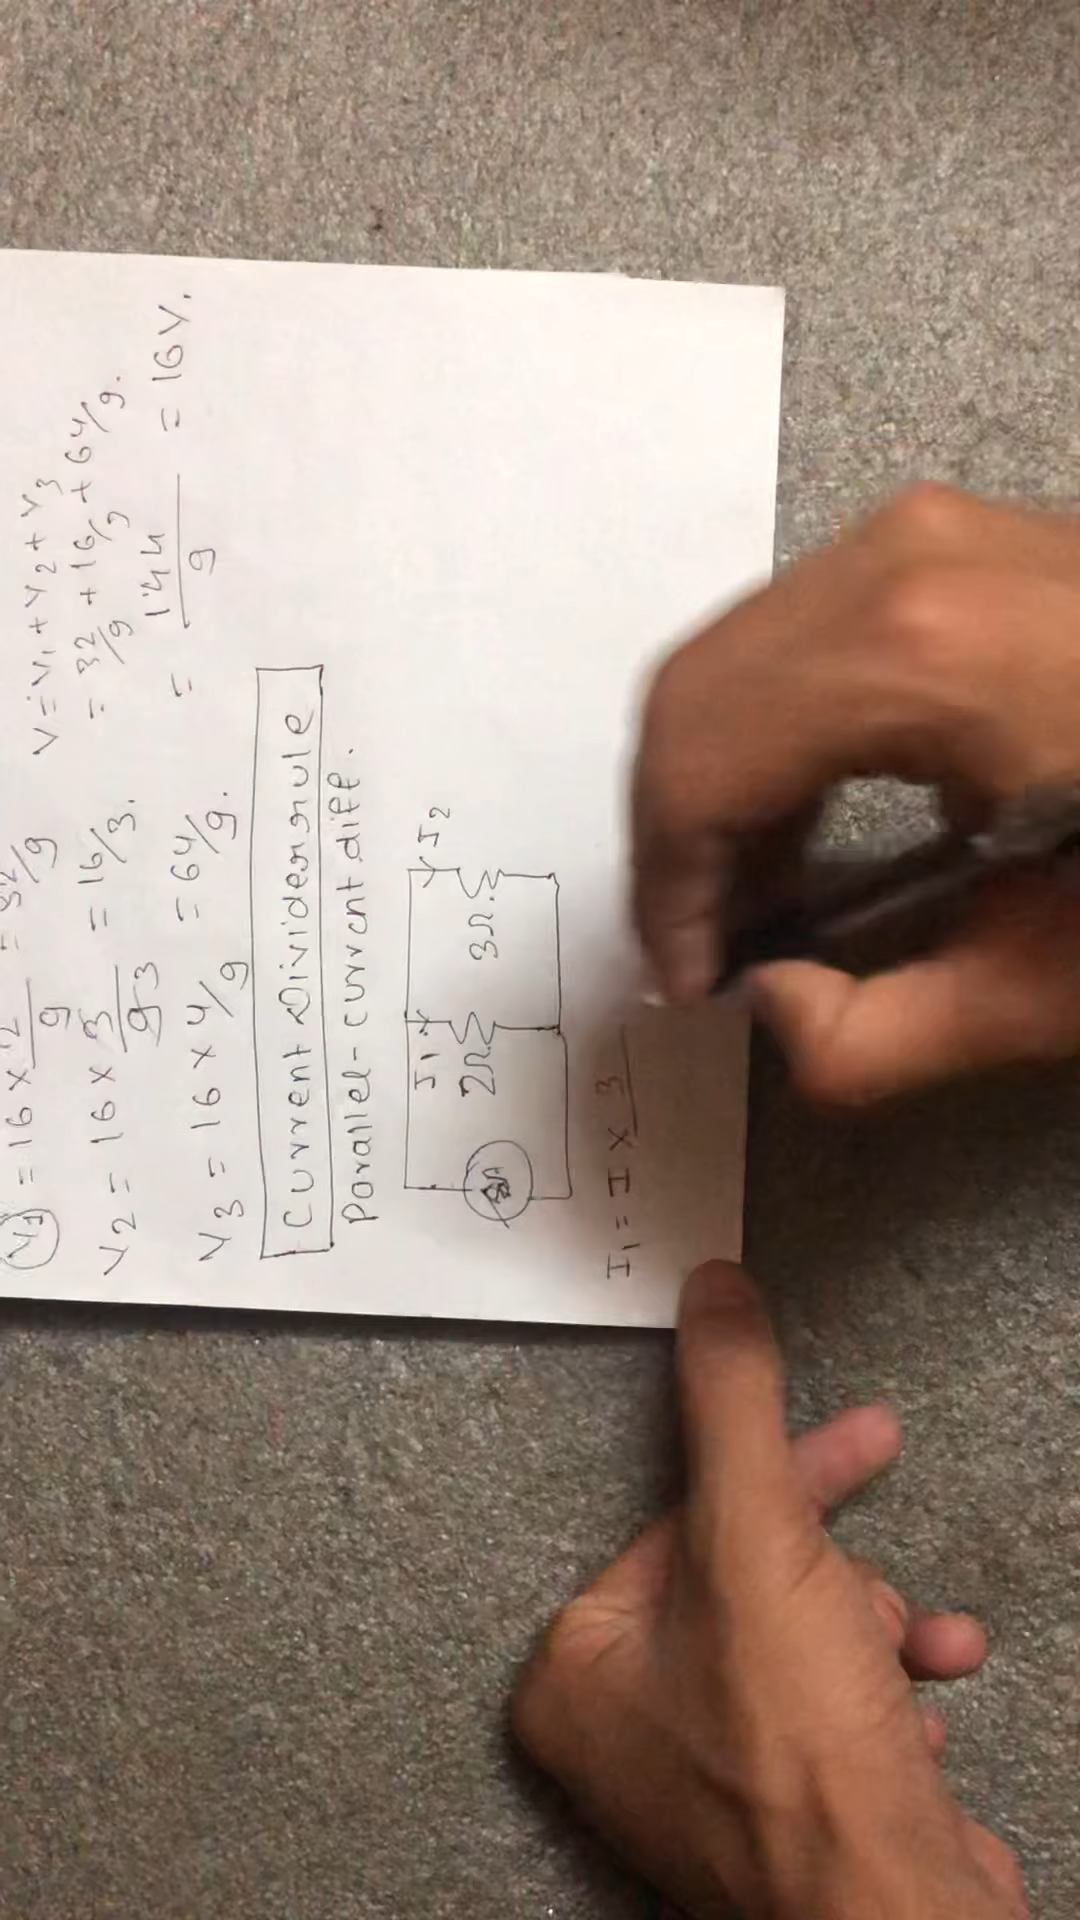 V1 = 16 × 2/9 = 32/9
V = V1 + V2 + V3
V2 = 16 × 3/93 = 16/3.
= 32/9 + 16/9 + 64/9.
V3 = 16 × 4/9 = 64/9.
= 144/9 = 16V.
Current Divider rule
Parallel - current diff.
I1 I2
2Ω 3Ω.
I1 = I × 3